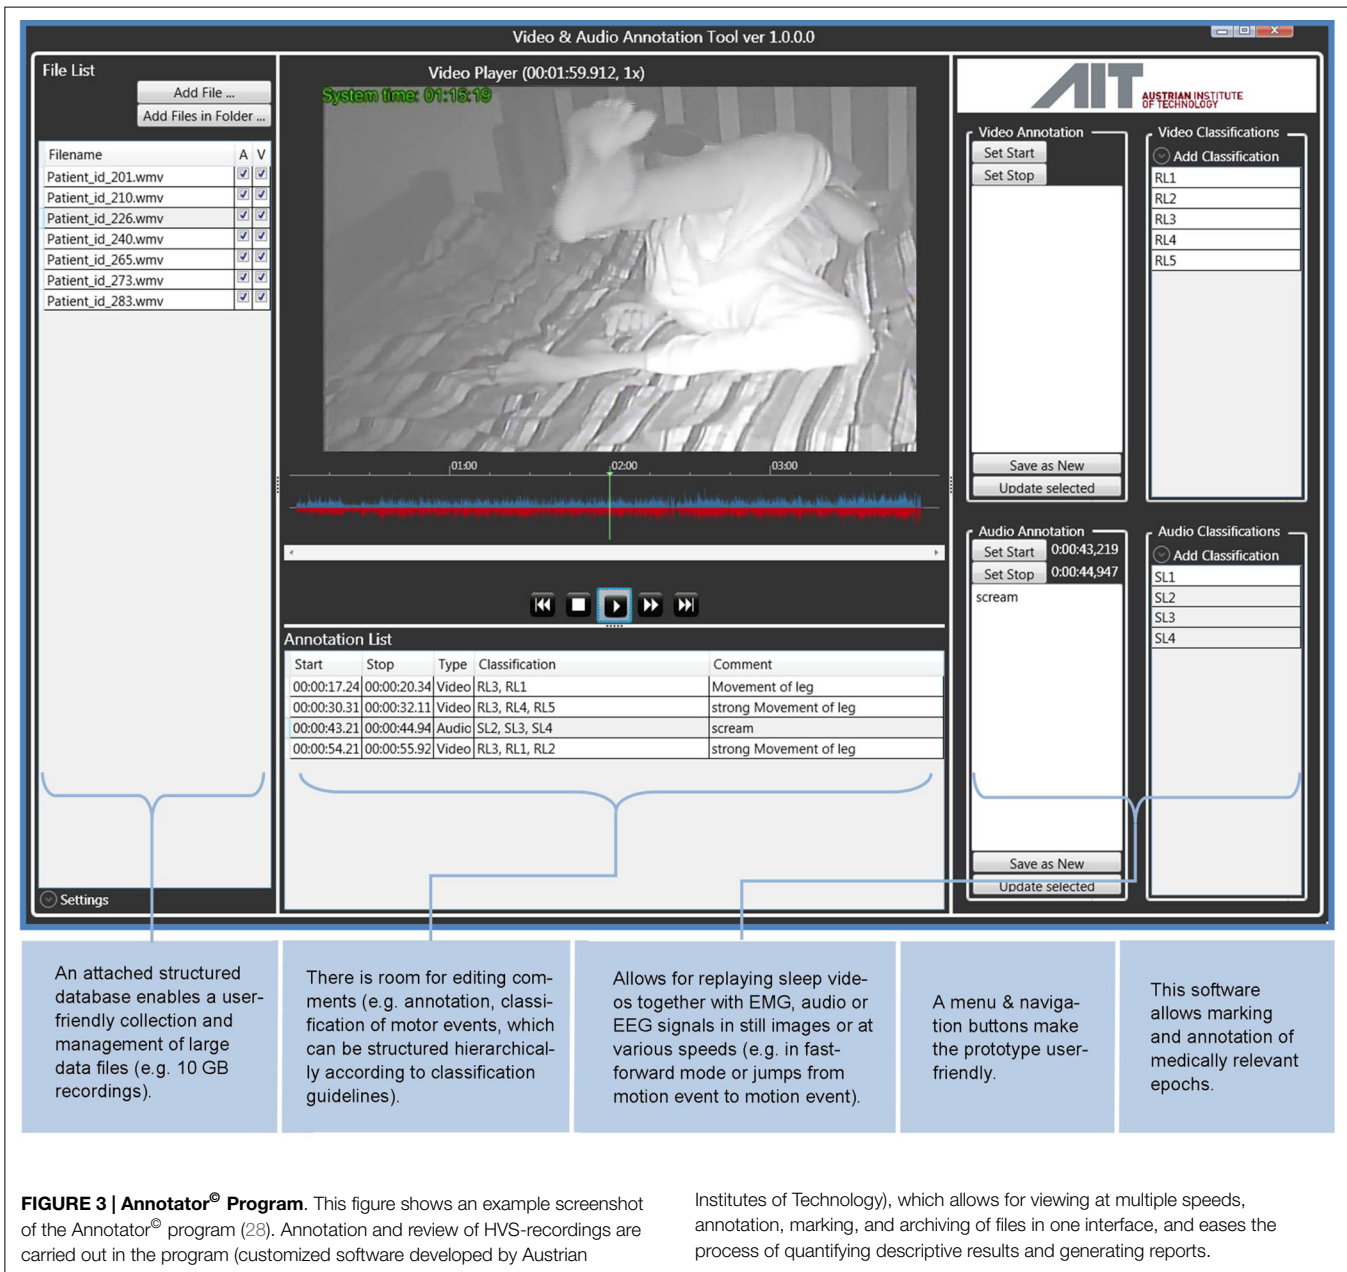 Video & Audio Annotation Tool ver 1.0.0.0
File List
Add File ...
Add Files in Folder ...
Filename A V
Patient_id_201.wmv
Patient_id_210.wmv
Patient_id_226.wmv
Patient_id_240.wmv
Patient_id_265.wmv
Patient_id_273.wmv
Patient_id_283.wmv
Settings
Video Player (00:01:59.912, 1x)
System time: 01:15:19
01:00 02:00 03:00
Annotation List
Start Stop Type Classification Comment
00:00:17.24 00:00:20.34 Video RL3, RL1 Movement of leg
00:00:30.31 00:00:32.11 Video RL3, RL4, RL5 strong Movement of leg
00:00:43.21 00:00:44.94 Audio SL2, SL3, SL4 scream
00:00:54.21 00:00:55.92 Video RL3, RL1, RL2 strong Movement of leg
AIT
AUSTRIAN INSTITUTE
OF TECHNOLOGY
Video Annotation
Set Start
Set Stop
Save as New
Update selected
Video Classifications
Add Classification
RL1
RL2
RL3
RL4
RL5
Audio Annotation
Set Start 0:00:43,219
Set Stop 0:00:44,947
scream
Save as New
Update selected
Audio Classifications
Add Classification
SL1
SL2
SL3
SL4
An attached structured
database enables a user-
friendly collection and
management of large
data files (e.g. 10 GB
recordings).
There is room for editing com-
ments (e.g. annotation, classi-
fication of motor events, which
can be structured hierarchical-
ly according to classification
guidelines).
Allows for replaying sleep vide-
os together with EMG, audio or
EEG signals in still images or at
various speeds (e.g. in fast-
forward mode or jumps from
motion event to motion event).
A menu & naviga-
tion buttons make
the prototype user-
friendly.
This software
allows marking
and annotation of
medically relevant
epochs.
FIGURE 3 | Annotator© Program. This figure shows an example screenshot
of the Annotator© program (28). Annotation and review of HVS-recordings are
carried out in the program (customized software developed by Austrian
Institutes of Technology), which allows for viewing at multiple speeds,
annotation, marking, and archiving of files in one interface, and eases the
process of quantifying descriptive results and generating reports.